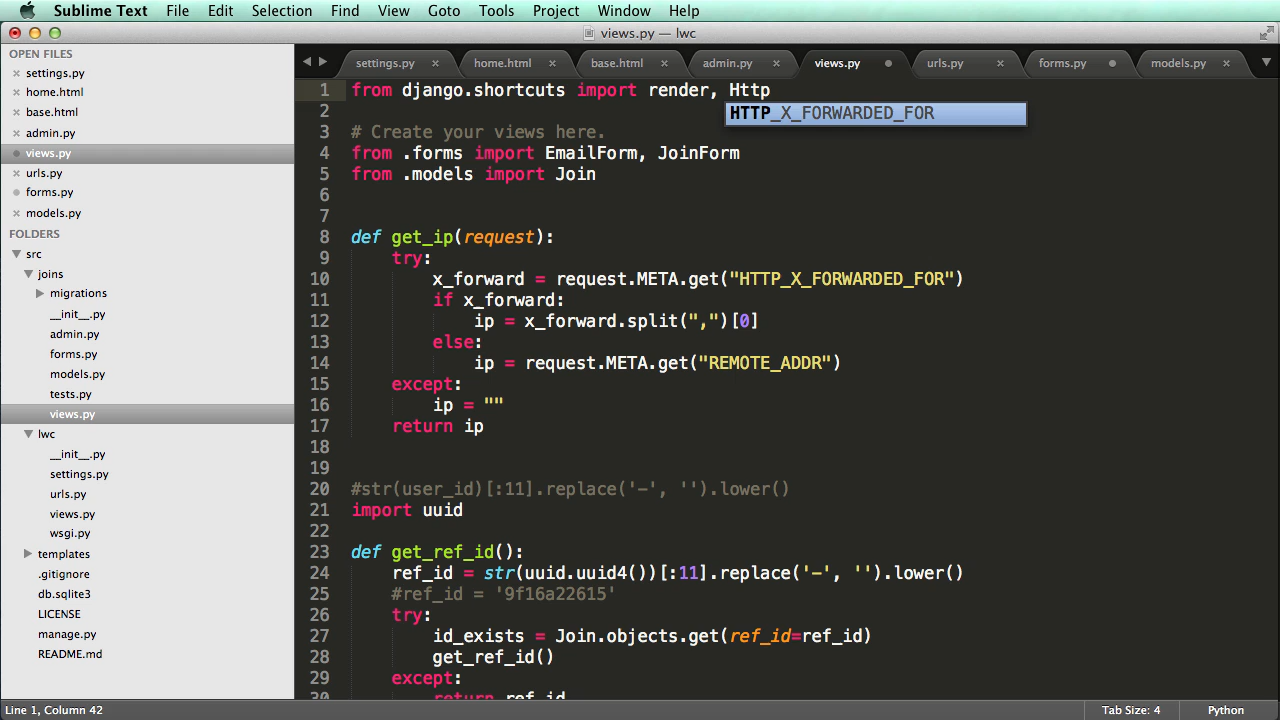 Sublime Text File Edit Selection Find View Goto Tools Project Window Help
views.py — lwc
OPEN FILES
settings.py
home.html
base.html
admin.py
views.py
urls.py
forms.py
models.py
FOLDERS
src
joins
migrations
__init__.py
admin.py
forms.py
models.py
tests.py
views.py
lwc
__init__.py
settings.py
urls.py
views.py
wsgi.py
templates
.gitignore
db.sqlite3
LICENSE
manage.py
README.md
settings.py home.html base.html admin.py views.py urls.py forms.py models.py
1 from django.shortcuts import render, Http
HTTP_X_FORWARDED_FOR
2
3 # Create your views here.
4 from .forms import EmailForm, JoinForm
5 from .models import Join
6
7
8 def get_ip(request):
9     try:
10         x_forward = request.META.get("HTTP_X_FORWARDED_FOR")
11         if x_forward:
12             ip = x_forward.split(",")[0]
13         else:
14             ip = request.META.get("REMOTE_ADDR")
15     except:
16         ip = ""
17     return ip
18
19
20 #str(user_id)[:11].replace('-', '').lower()
21 import uuid
22
23 def get_ref_id():
24     ref_id = str(uuid.uuid4())[:11].replace('-', '').lower()
25     #ref_id = '9f16a22615'
26     try:
27         id_exists = Join.objects.get(ref_id=ref_id)
28         get_ref_id()
29     except:
30         return ref_id
Line 1, Column 42 Tab Size: 4 Python